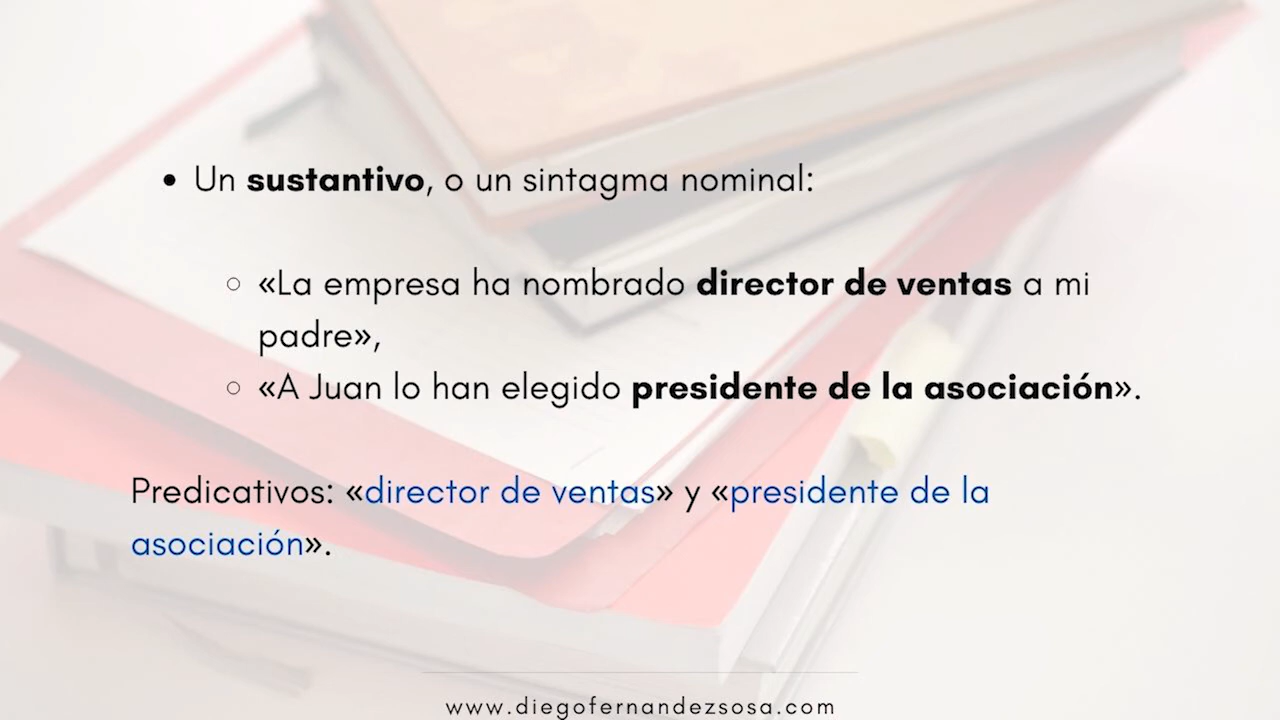 • Un sustantivo, o un sintagma nominal:
○ «La empresa ha nombrado director de ventas a mi
padre»,
○ «A Juan lo han elegido presidente de la asociación».
Predicativos: «director de ventas» y «presidente de la
asociación».
www.diegofernandezsosa.com